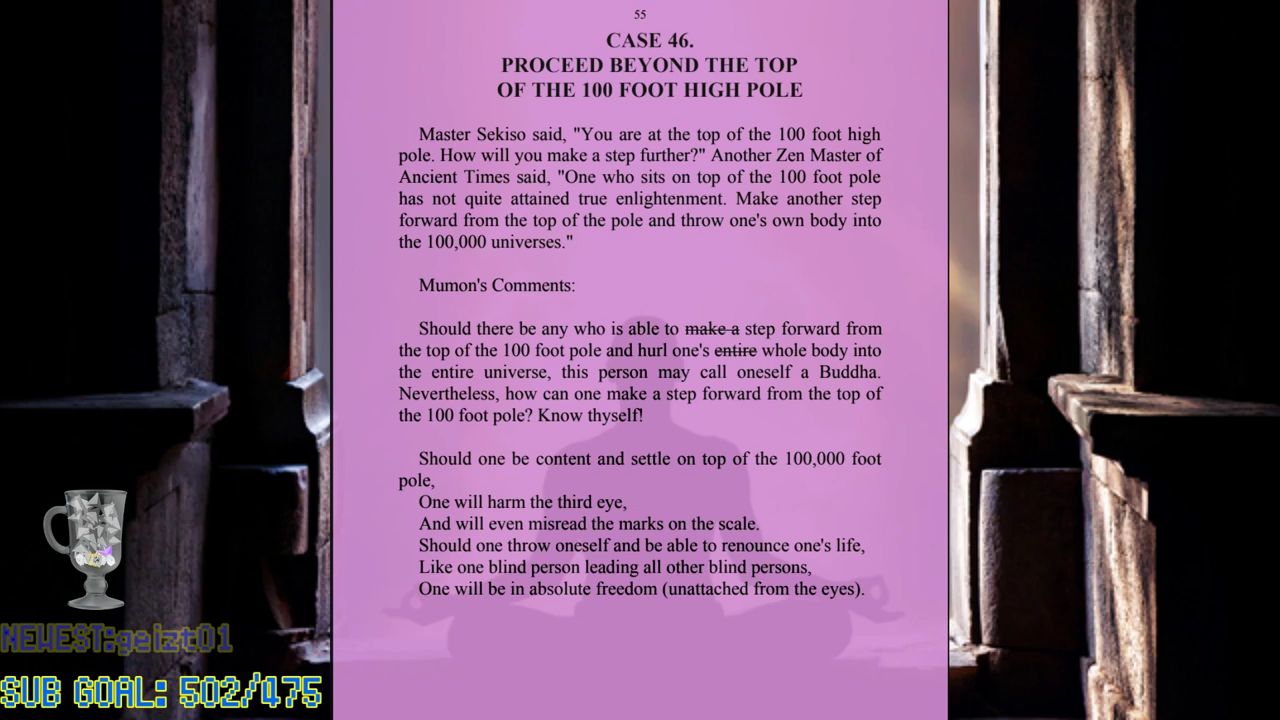 55
CASE 46.
PROCEED BEYOND THE TOP
OF THE 100 FOOT HIGH POLE
Master Sekiso said, "You are at the top of the 100 foot high
pole. How will you make a step further?" Another Zen Master of
Ancient Times said, "One who sits on top of the 100 foot pole
has not quite attained true enlightenment. Make another step
forward from the top of the pole and throw one's own body into
the 100,000 universes."
Mumon's Comments:
Should there be any who is able to make a step forward from
the top of the 100 foot pole and hurl one's entire whole body into
the entire universe, this person may call oneself a Buddha.
Nevertheless, how can one make a step forward from the top of
the 100 foot pole? Know thyself!
Should one be content and settle on top of the 100,000 foot
pole,
One will harm the third eye,
And will even misread the marks on the scale.
Should one throw oneself and be able to renounce one's life,
Like one blind person leading all other blind persons,
One will be in absolute freedom (unattached from the eyes).
NEWEST:geizt01
SUB GOAL: 502/475